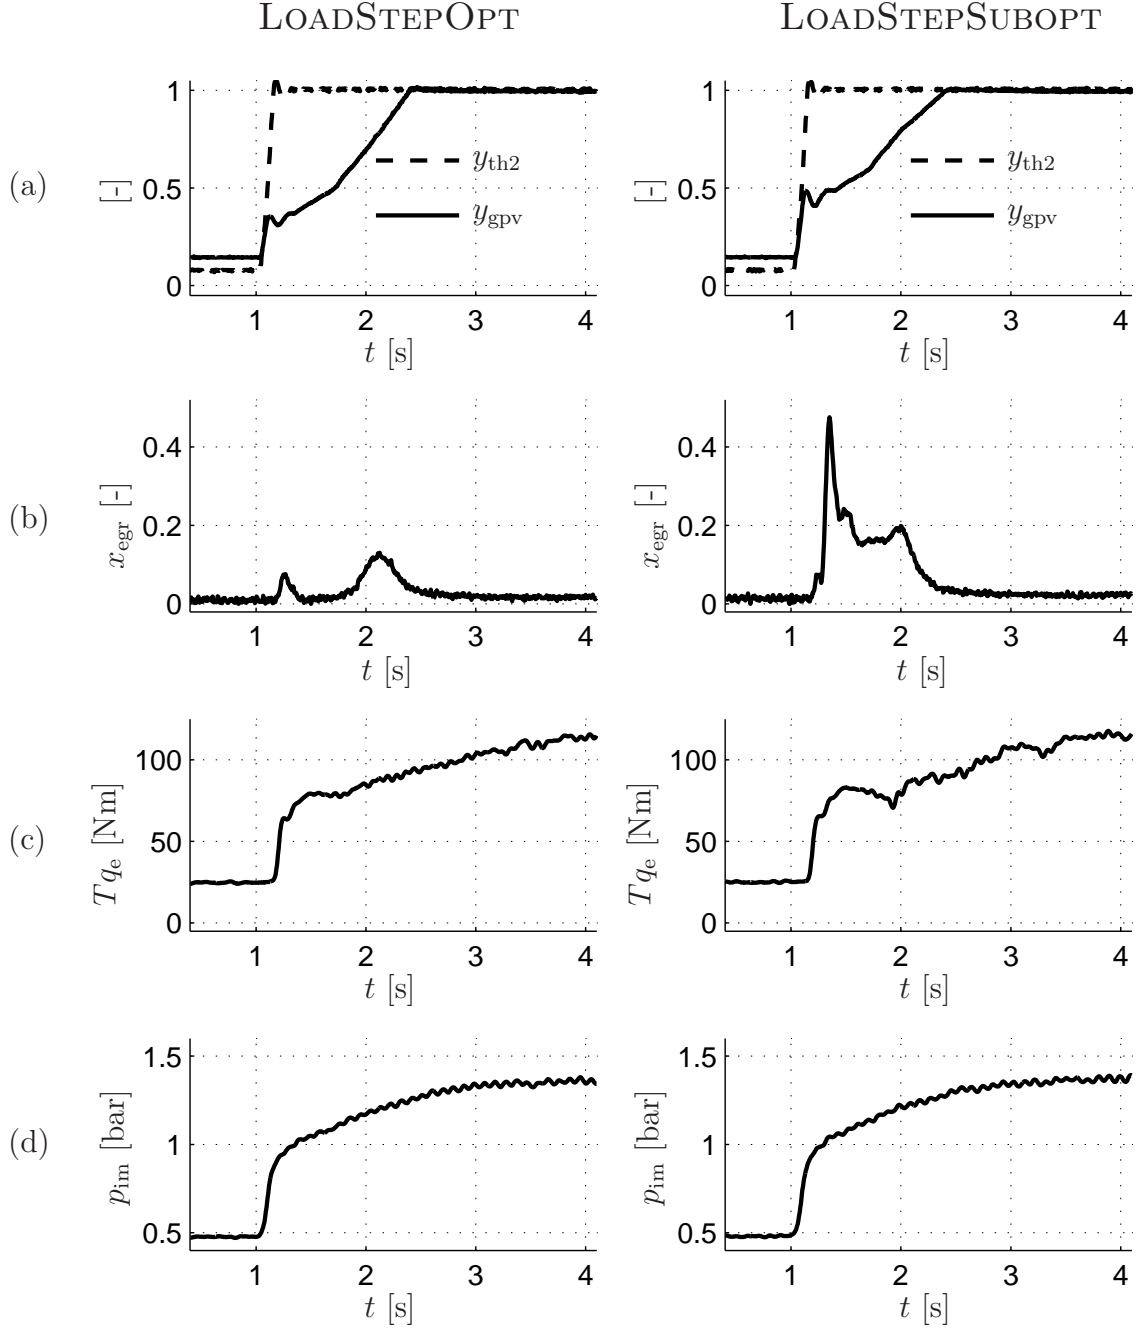 LOADSTEPOPT
LOADSTEPSUBOPT
(a)
[-]
1
0.5
0
y_th2
y_gpv
1 2 3 4
t [s]
[-]
1
0.5
0
y_th2
y_gpv
1 2 3 4
t [s]
(b)
x_egr [-]
0.4
0.2
0
1 2 3 4
t [s]
x_egr [-]
0.4
0.2
0
1 2 3 4
t [s]
(c)
Tq_e [Nm]
100
50
0
1 2 3 4
t [s]
Tq_e [Nm]
100
50
0
1 2 3 4
t [s]
(d)
p_im [bar]
1.5
1
0.5
1 2 3 4
t [s]
p_im [bar]
1.5
1
0.5
1 2 3 4
t [s]